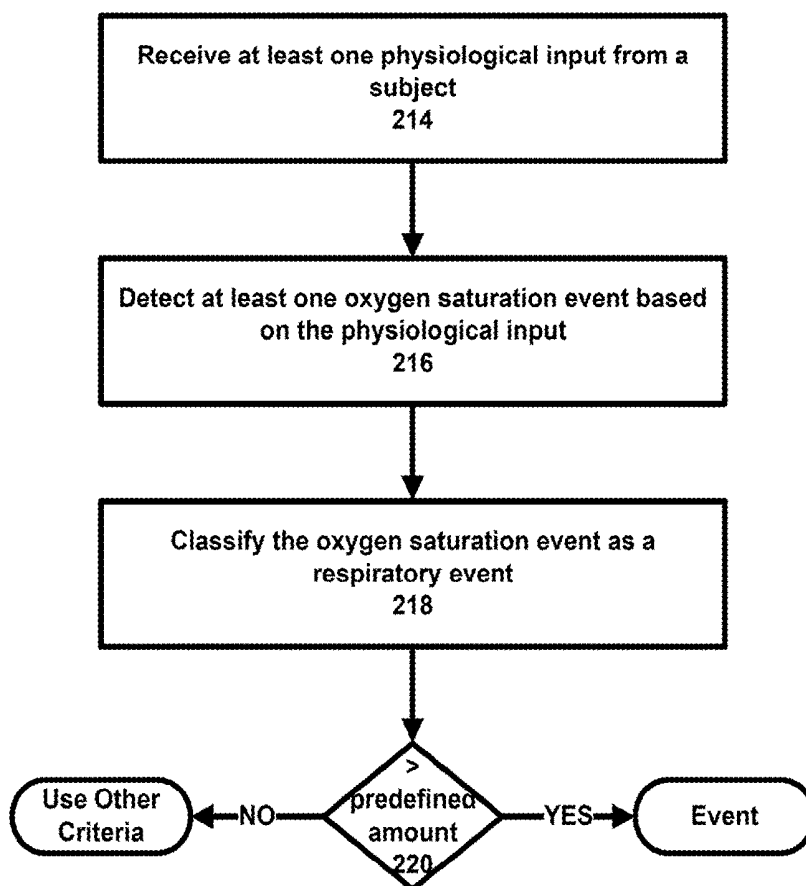 Receive at least one physiological input from a
subject
214
Detect at least one oxygen saturation event based
on the physiological input
216
Classify the oxygen saturation event as a
respiratory event
218
>
predefined
amount
220
Use Other
Criteria
NO
YES
Event